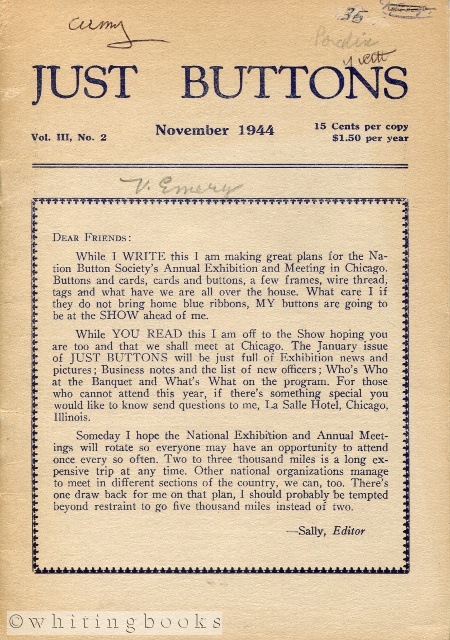 35
JUST BUTTONS
Vol. III, No. 2
November 1944
15 Cents per copy
$1.50 per year
V. Emery
DEAR FRIENDS:
While I WRITE this I am making great plans for the Na-
tion Button Society's Annual Exhibition and Meeting in Chicago.
Buttons and cards, cards and buttons, a few frames, wire thread,
tags and what have we are all over the house. What care I if
they do not bring home blue ribbons, MY buttons are going to
be at the SHOW ahead of me.
While YOU READ this I am off to the Show hoping you
are too and that we shall meet at Chicago. The January issue
of JUST BUTTONS will be just full of Exhibition news and
pictures; Business notes and the list of new officers; Who's Who
at the Banquet and What's What on the program. For those
who cannot attend this year, if there's something special you
would like to know send questions to me, La Salle Hotel, Chicago,
Illinois.
Someday I hope the National Exhibition and Annual Meet-
ings will rotate so everyone may have an opportunity to attend
once every so often. Two to three thousand miles is a long ex-
pensive trip at any time. Other national organizations manage
to meet in different sections of the country, we can, too. There's
one draw back for me on that plan, I should probably be tempted
beyond restraint to go five thousand miles instead of two.
—Sally, Editor
©whitingbooks